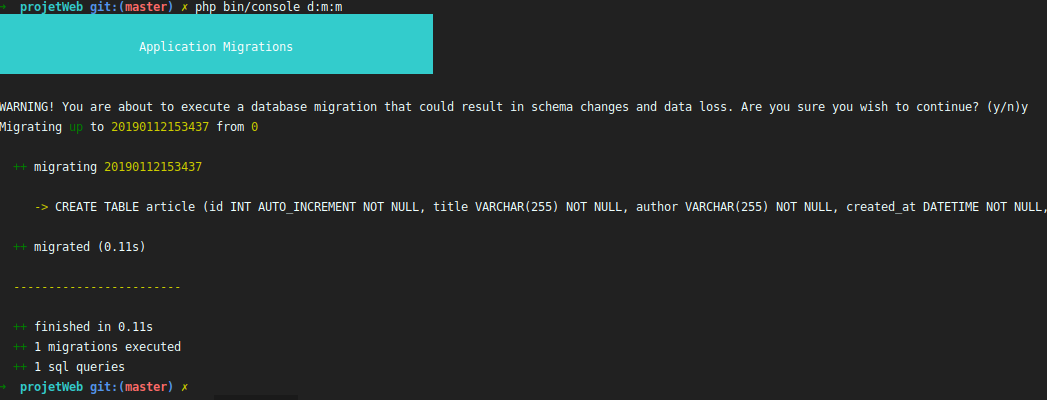 → projetWeb git:(master) ✗ php bin/console d:m:m
Application Migrations
WARNING! You are about to execute a database migration that could result in schema changes and data loss. Are you sure you wish to continue? (y/n)y
Migrating up to 20190112153437 from 0
++ migrating 20190112153437
-> CREATE TABLE article (id INT AUTO_INCREMENT NOT NULL, title VARCHAR(255) NOT NULL, author VARCHAR(255) NOT NULL, created_at DATETIME NOT NULL,
++ migrated (0.11s)
------------------------
++ finished in 0.11s
++ 1 migrations executed
++ 1 sql queries
→ projetWeb git:(master) ✗